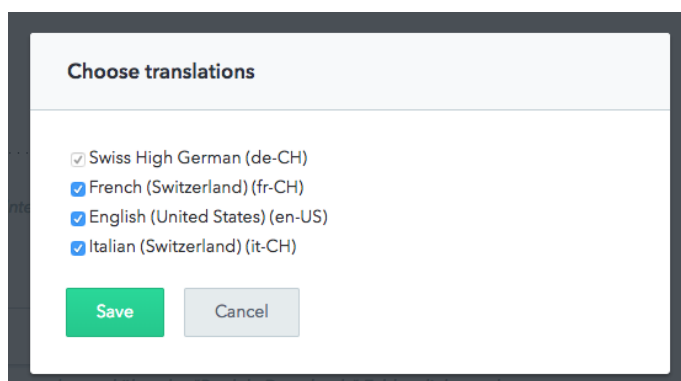 Choose translations
Swiss High German (de-CH)
French (Switzerland) (fr-CH)
English (United States) (en-US)
Italian (Switzerland) (it-CH)
Save Cancel